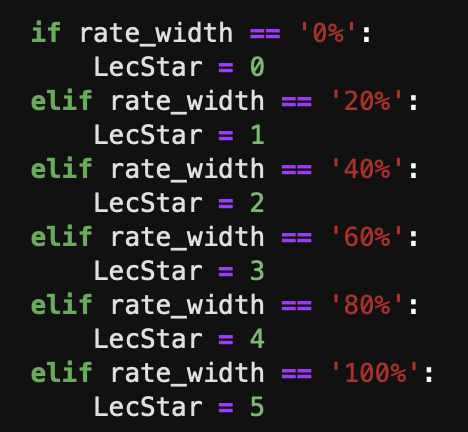 if rate_width == '0%':
    LecStar = 0
elif rate_width == '20%':
    LecStar = 1
elif rate_width == '40%':
    LecStar = 2
elif rate_width == '60%':
    LecStar = 3
elif rate_width == '80%':
    LecStar = 4
elif rate_width == '100%':
    LecStar = 5